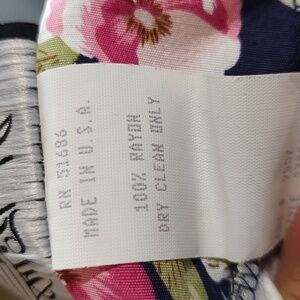 RN 51686
MADE IN U.S.A.
100% RAYON
DRY CLEAN ONLY